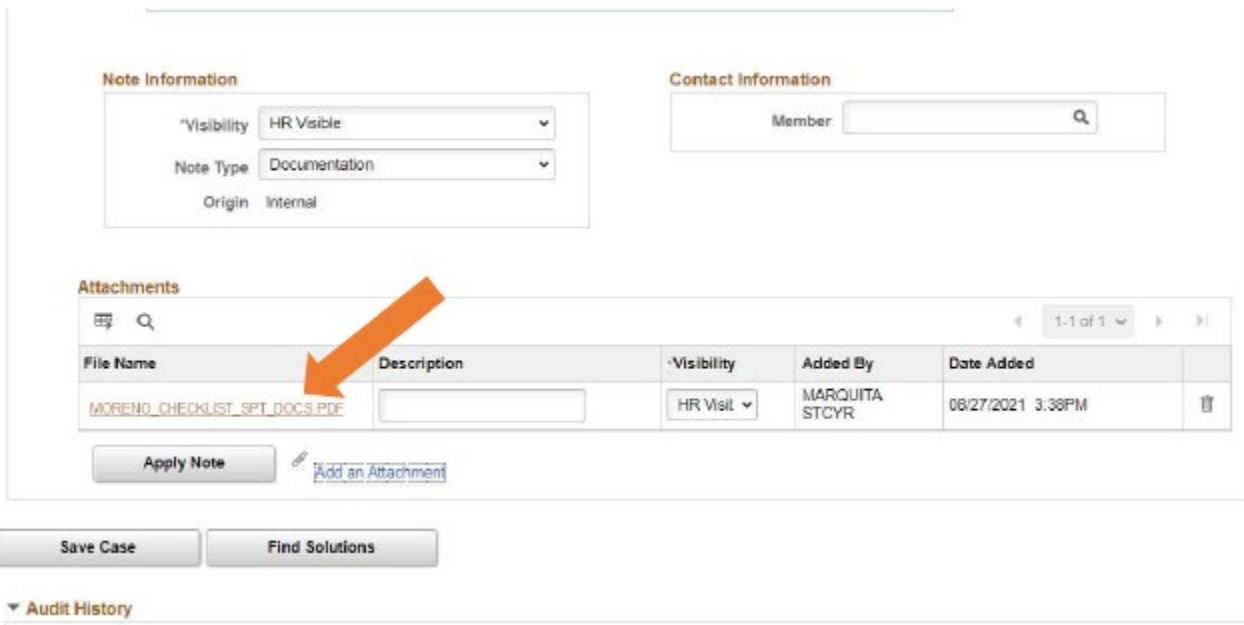 Note Information
Contact Information
*Visibility HR Visible
Member
Note Type Documentation
Origin Internal
Attachments
1-1 of 1
File Name Description *Visibility Added By Date Added
MORENO_CHECKLIST_SPT_DOCS.PDF HR Visit MARQUITA STCYR 08/27/2021 3:38PM
Apply Note Add an Attachment
Save Case Find Solutions
Audit History